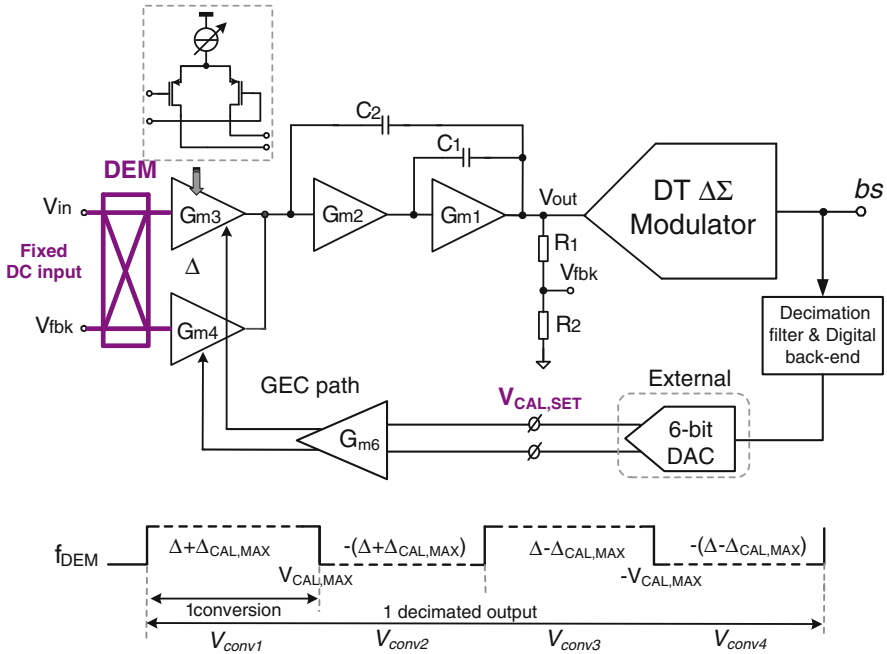 C2
C1
DEM
Vin
Gm3
Gm2
Gm1
Vout
DT ΔΣ
Modulator
bs
Fixed
DC input
Δ
R1
Vfbk
Vfbk
Gm4
R2
Decimation
filter & Digital
back-end
GEC path
External
VCAL,SET
Gm6
6-bit
DAC
fDEM
Δ+ΔCAL,MAX
-(Δ+ΔCAL,MAX)
Δ-ΔCAL,MAX
-(Δ-ΔCAL,MAX)
VCAL,MAX
-VCAL,MAX
1conversion
1 decimated output
Vconv1
Vconv2
Vconv3
Vconv4